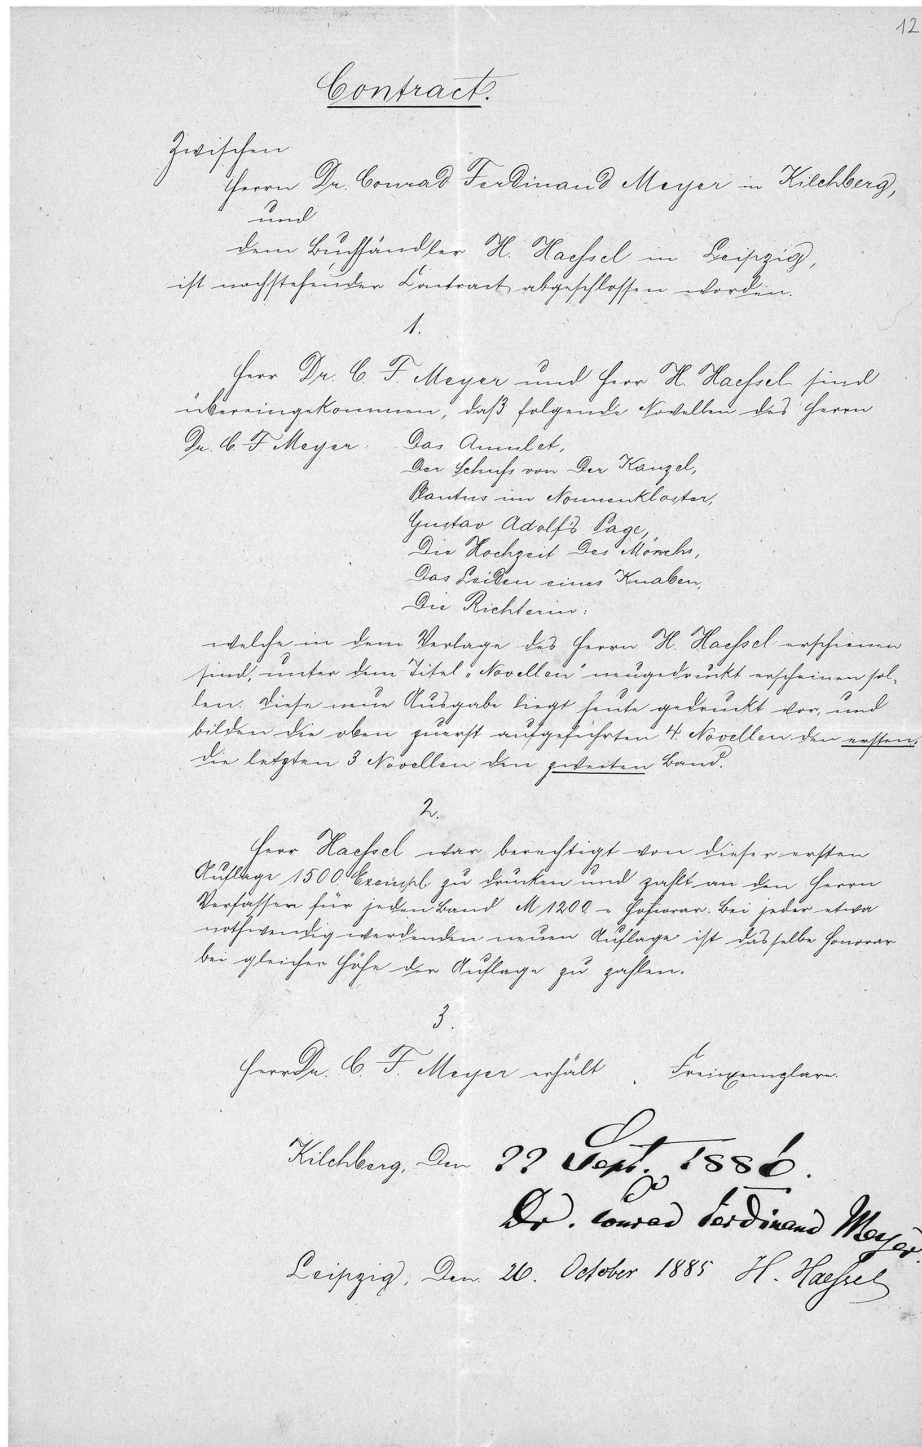 12
Contract.
Zwischen
Herrn Dr. Conrad Ferdinand Meyer in Kilchberg,
und
dem Buchhändler H. Haessel in Leipzig,
ist nachstehender Contract abgeschlossen worden.
1.
Herr Dr. C. F. Meyer und Herr H. Haessel sind
übereingekommen, daß folgende Novellen des Herrn
Dr. C. F Meyer: Das Amulet,
Der Schuss von der Kanzel,
Plautus im Nonnenkloster,
Gustav Adolf's Page,
Die Hochzeit des Mönchs,
Das Leiden eines Knaben,
Die Richterin:
welche in dem Verlage des Herrn H. Haessel erschienen
sind, unter dem Titel „Novellen" neugedruckt erscheinen sol-
len. Diese neue Ausgabe liegt heute gedruckt vor, und
bilden die oben zuerst aufgeführten 4 Novellen den ersten,
die letzten 3 Novellen den zweiten Band.
2.
Herr Haessel war berechtigt von dieser ersten
Auflage 1500 Exempl zu drucken und zahlt an den Herrn
Verfasser für jeden Band M 1200 – Honorar. Bei jeder etwa
nothwendig werdenden neuen Auflage ist dasselbe Honorar
bei gleicher Höhe der Auflage zu zahlen.
3.
Herr Dr. C. F. Meyer erhält Freiexemplare.
Kilchberg, den 22 Sept. 1886.
Dr. Conrad Ferdinand Meyer.
Leipzig, den 26. October 1885 H. Haessel